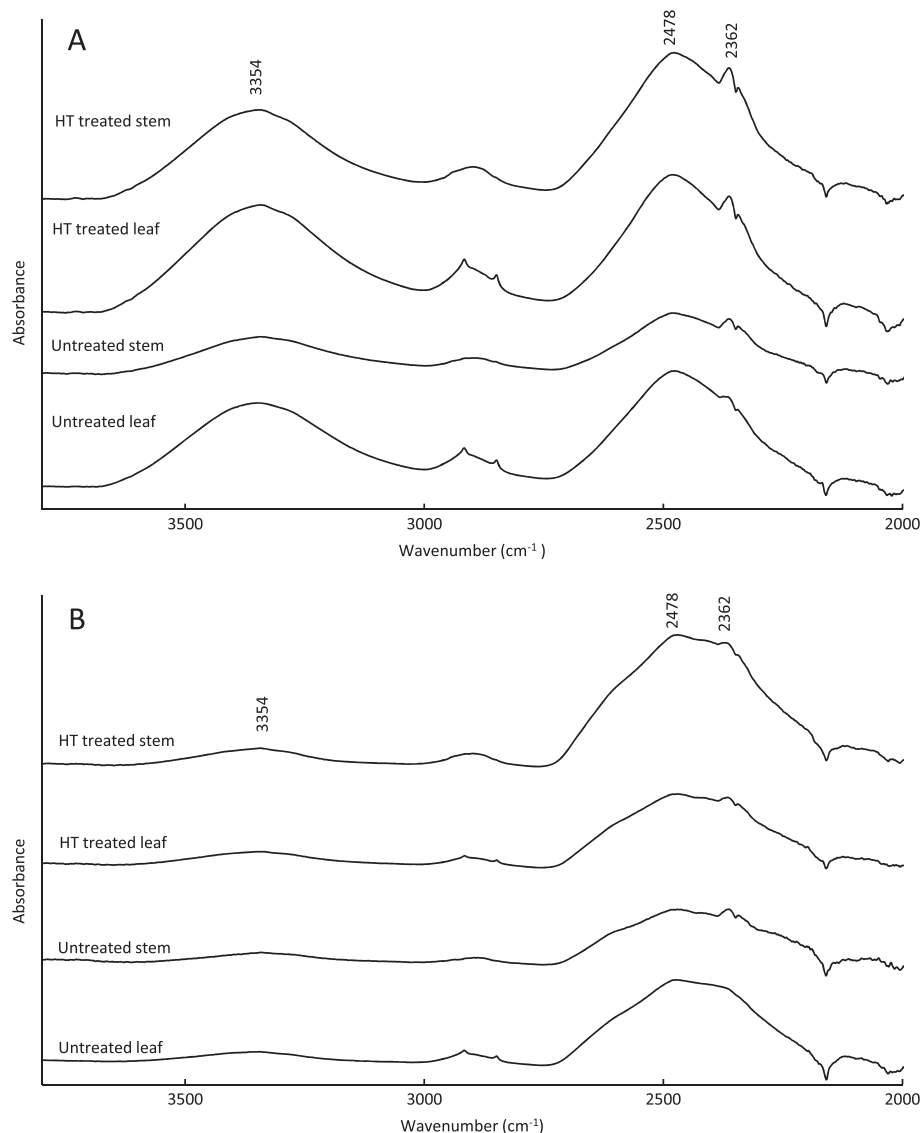 A
3354
2478
2362
HT treated stem
HT treated leaf
Untreated stem
Untreated leaf
Absorbance
3500
3000
2500
2000
Wavenumber (cm-1 )
B
3354
2478
2362
HT treated stem
HT treated leaf
Untreated stem
Untreated leaf
Absorbance
3500
3000
2500
2000
Wavenumber (cm-1)